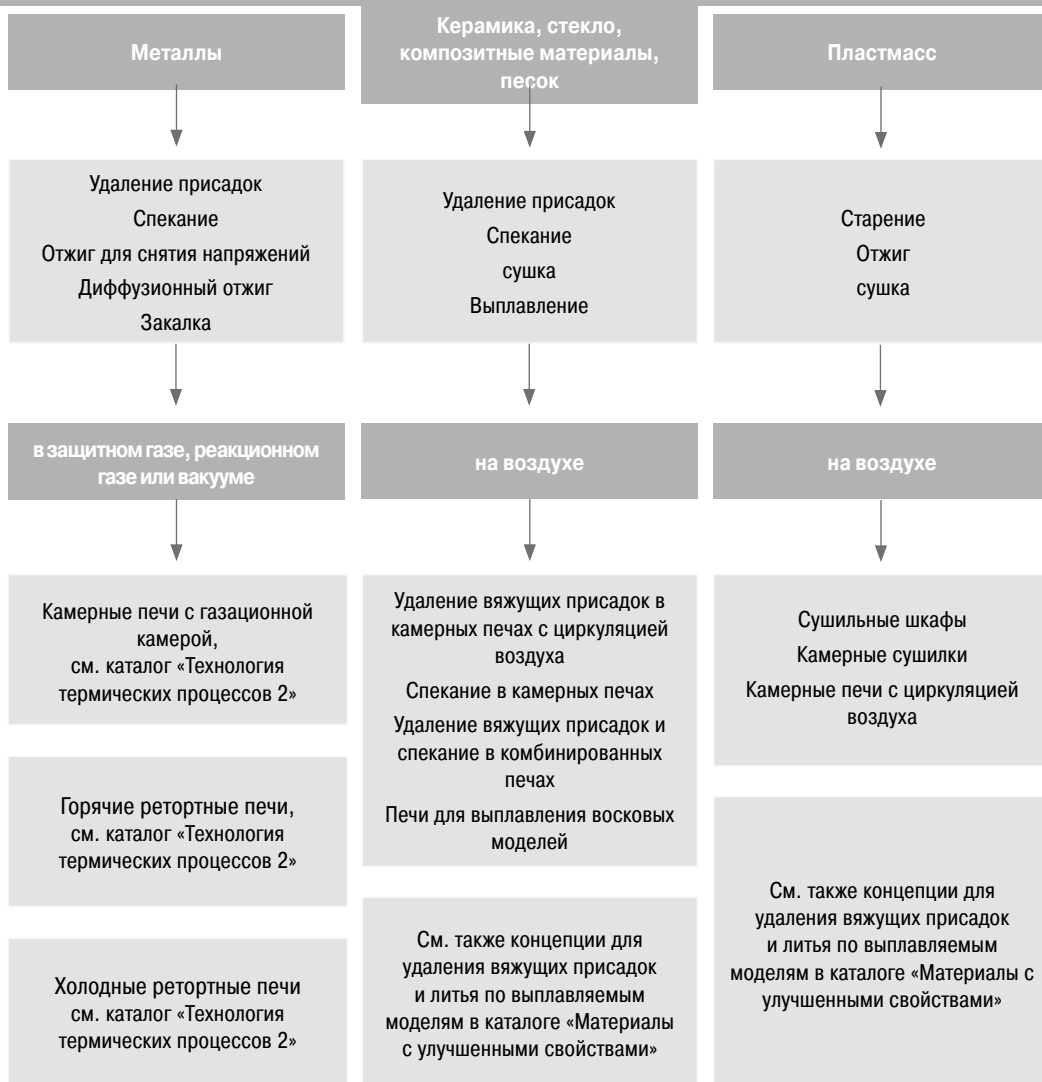 Металлы
Керамика, стекло,
композитные материалы,
песок
Пластмасс
Удаление присадок
Спекание
Отжиг для снятия напряжений
Диффузионный отжиг
Закалка
Удаление присадок
Спекание
сушка
Выплавление
Старение
Отжиг
сушка
в защитном газе, реакционном
газе или вакууме
на воздухе
на воздухе
Камерные печи с газационной
камерой,
см. каталог «Технология
термических процессов 2»
Горячие ретортные печи,
см. каталог «Технология
термических процессов 2»
Холодные ретортные печи
см. каталог «Технология
термических процессов 2»
Удаление вяжущих присадок в
камерных печах с циркуляцией
воздуха
Спекание в камерных печах
Удаление вяжущих присадок и
спекание в комбинированных
печах
Печи для выплавления восковых
моделей
См. также концепции для
удаления вяжущих присадок
и литья по выплавляемым
моделям в каталоге «Материалы
с улучшенными свойствами»
Сушильные шкафы
Камерные сушилки
Камерные печи с циркуляцией
воздуха
См. также концепции для
удаления вяжущих присадок
и литья по выплавляемым
моделям в каталоге «Материалы с
улучшенными свойствами»